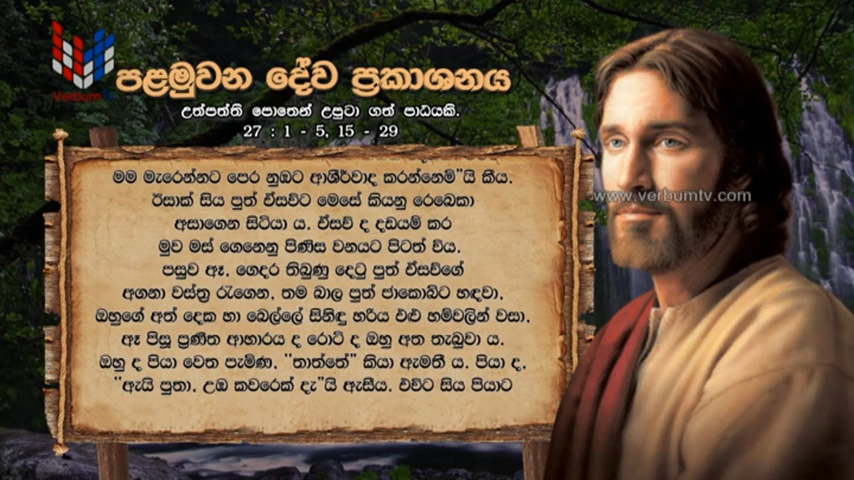 VerbumTV
පළමුවන දේව ප්‍රකාශනය
උත්පත්ති පොතෙන් උපුටා ගත් පාඨයකි.
27 : 1 - 5, 15 - 29
මම මැරෙන්නට පෙර නුඹට ආශීර්වාද කරන්නෙමි"යි කීය.
ඊසාක් සිය පුත් ඒසව්ට මෙසේ කියනු රෙබෙකා
අසාගෙන සිටියා ය. ඒසව් ද දඩයම් කර
මුව මස් ගෙනෙනු පිණිස වනයට පිටත් විය.
පසුව ඈ, ගෙදර තිබුණු දෙටු පුත් ඒසව්ගේ
අගනා වස්ත්‍ර රැගෙන, තම බාල පුත් ජාකොබ්ට හඳවා,
ඔහුගේ අත් දෙක හා බෙල්ලේ සිනිඳු හරිය එළු හම්වලින් වසා,
ඈ පිසූ ප්‍රණීත ආහාරය ද රොටි ද ඔහු අත තැබුවා ය.
ඔහු ද පියා වෙත පැමිණ, "තාත්තේ" කියා ඇමතී ය. පියා ද,
"ඇයි පුතා, උඹ කවරෙක් දැ"යි ඇසීය. එවිට සිය පියාට
www.verbumtv.com